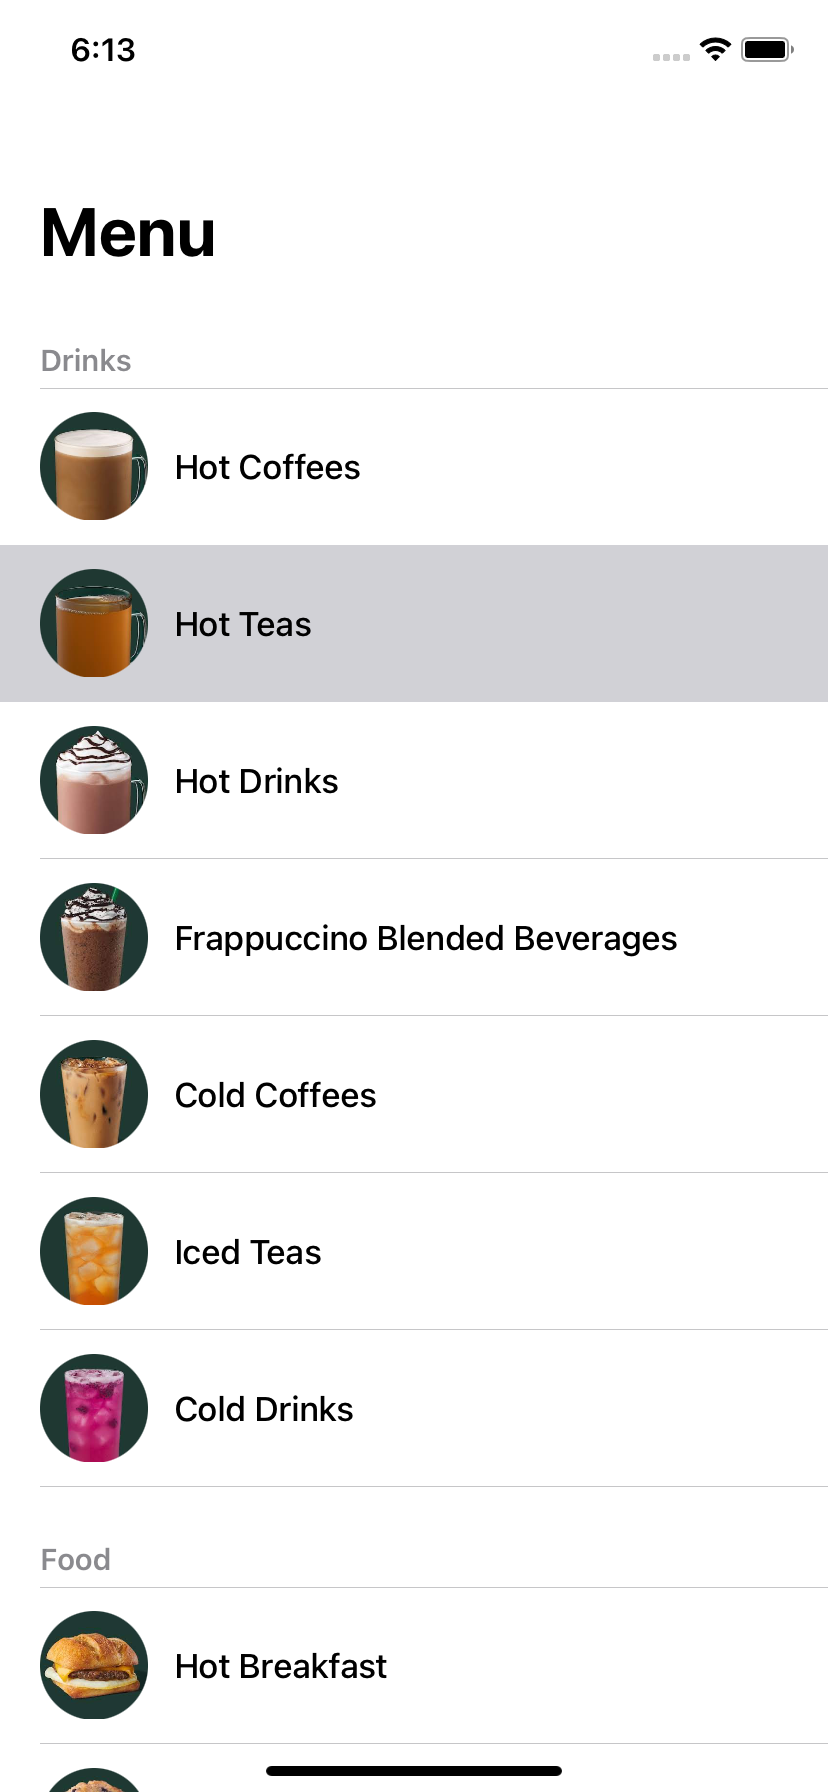 6:13
Menu
Drinks
Hot Coffees
Hot Teas
Hot Drinks
Frappuccino Blended Beverages
Cold Coffees
Iced Teas
Cold Drinks
Food
Hot Breakfast